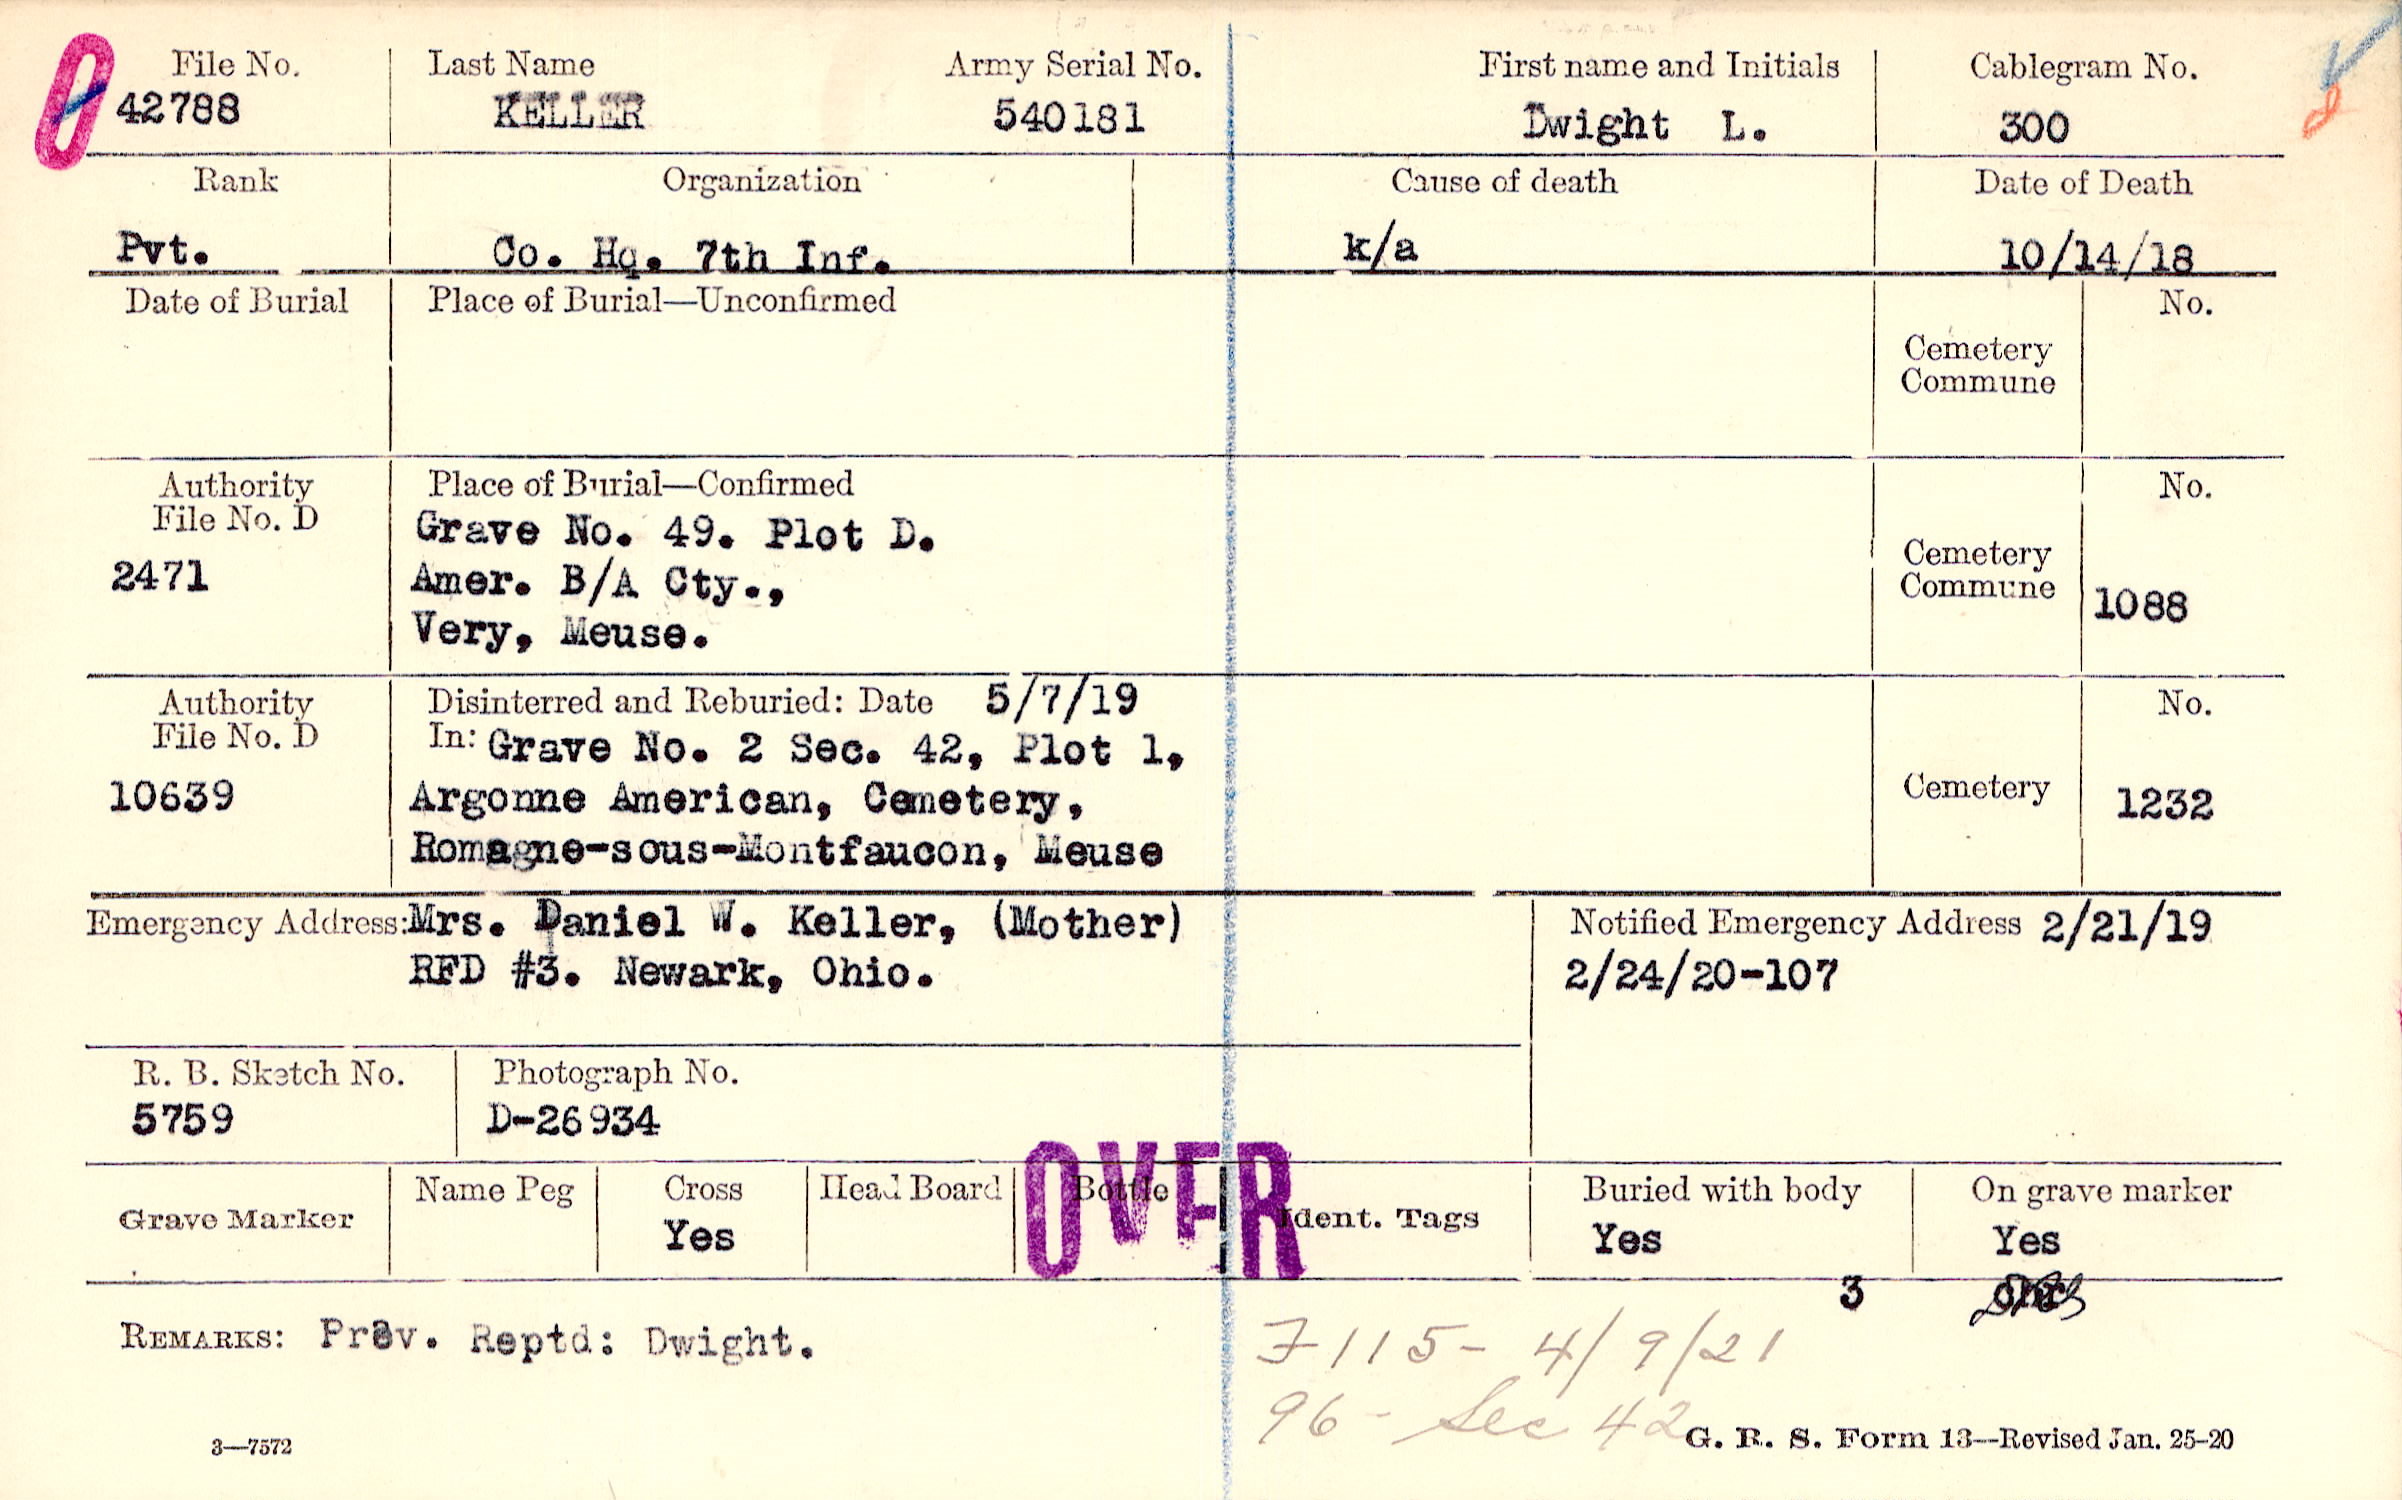 File No. Last Name Army Serial No. First name and Initials Cablegram No.
42788 KELLER 540181 Dwight L. 300
Rank Organization Cause of death Date of Death
Pvt. Co. Hq. 7th Inf. k/a 10/14/18
Date of Burial Place of Burial—Unconfirmed No.
Cemetery
Commune
Authority Place of Burial—Confirmed No.
File No. D Grave No. 49. Plot D.
2471 Amer. B/A Cty., Cemetery
Commune 1088
Very, Meuse.
Authority Disinterred and Reburied: Date 5/7/19 No.
File No. D In: Grave No. 2 Sec. 42, Plot 1,
10639 Argonne American, Cemetery, Cemetery 1232
Romagne-sous-Montfaucon, Meuse
Emergency Address: Mrs. Daniel W. Keller, (Mother) Notified Emergency Address 2/21/19
RFD #3. Newark, Ohio. 2/24/20-107
R. B. Sketch No. Photograph No.
5759 D-26934
OVER
Grave Marker Name Peg Cross Head Board Bottle Ident. Tags Buried with body On grave marker
Yes Yes Yes
3
REMARKS: Prev. Reptd: Dwight. F115- 4/9/21
96- Sec 42
3—7572 G. R. S. Form 13—Revised Jan. 25-20